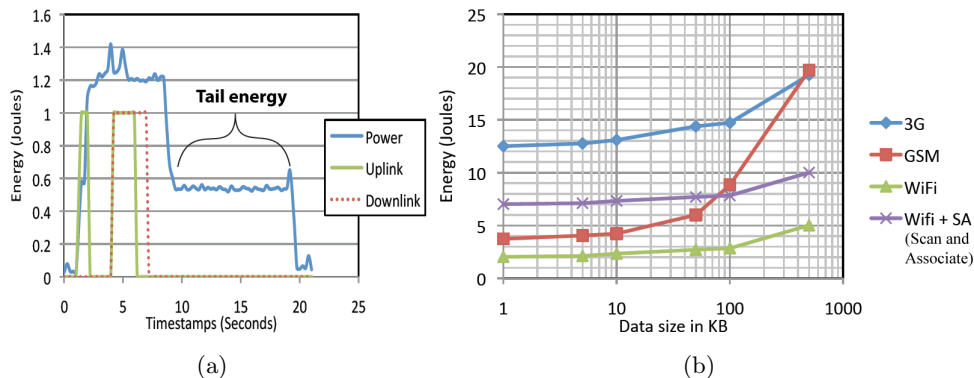 1.6
1.4
1.2
1
0.8
0.6
0.4
0.2
0
Energy (Joules)
0 5 10 15 20 25
Timestamps (Seconds)
Tail energy
Power
Uplink
Downlink
(a)
25
20
15
10
5
0
Energy (Joules)
1 10 100 1000
Data size in KB
3G
GSM
WiFi
Wifi + SA
(Scan and
Associate)
(b)